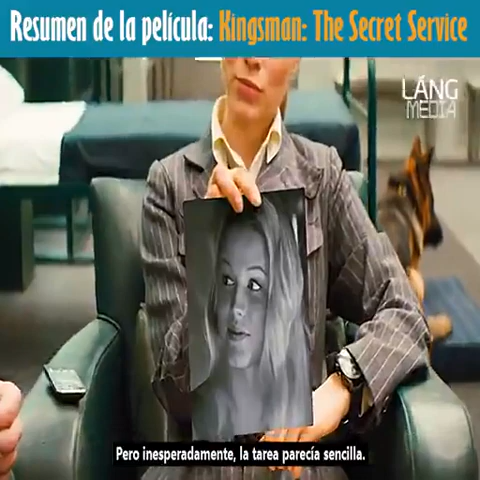 Resumen de la película: Kingsman: The Secret Service
LÁNG
MEDIA
Pero inesperadamente, la tarea parecía sencilla.